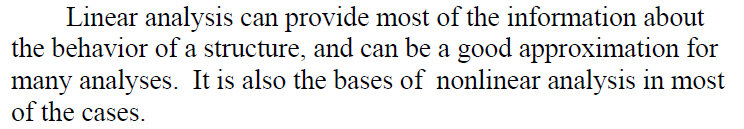 Linear analysis can provide most of the information about
the behavior of a structure, and can be a good approximation for
many analyses.  It is also the bases of  nonlinear analysis in most
of the cases.